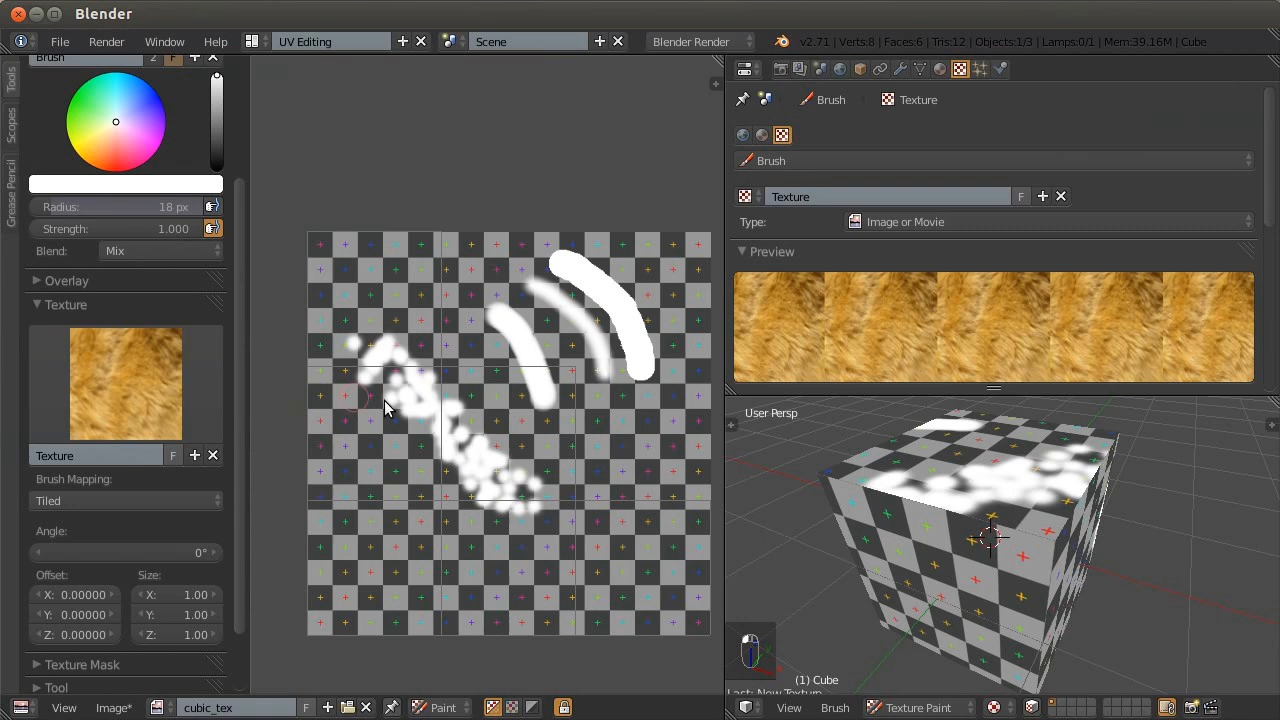 Blender
File Render Window Help UV Editing Scene Blender Render v2.71 | Verts:8 | Faces:6 | Tris:12 | Objects:1/3 | Lamps:0/1 | Mem:39.16M | Cube
Tools
Scopes
Grease Pencil
Brush 2 F
Radius: 18 px
Strength: 1.000
Blend: Mix
Overlay
Texture
Texture F
Brush Mapping:
Tiled
Angle:
0°
Offset: Size:
X: 0.00000 X: 1.00
Y: 0.00000 Y: 1.00
Z: 0.00000 Z: 1.00
Texture Mask
Tool
View Image* cubic_tex F Paint
Brush Texture
Brush
Texture F
Type: Image or Movie
Preview
User Persp
(1) Cube
Last: New Texture
View Brush Texture Paint